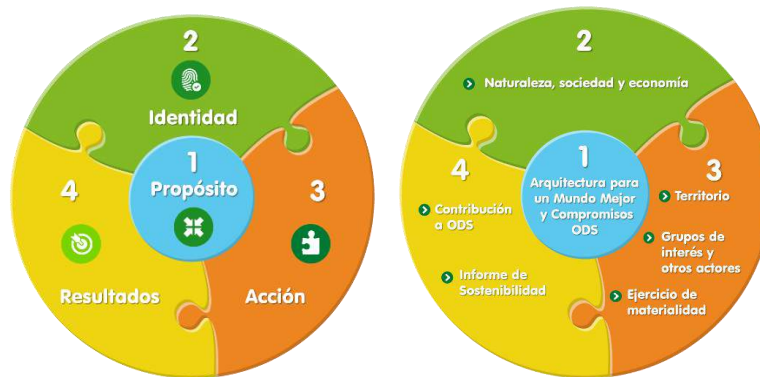 2
Identidad
1
Propósito
4
Resultados
3
Acción
2
Naturaleza, sociedad y economía
1
Arquitectura para
un Mundo Mejor
y Compromisos
ODS
4
Contribución
a ODS
Informe de
Sostenibilidad
3
Territorio
Grupos de
interés y
otros actores
Ejercicio de
materialidad